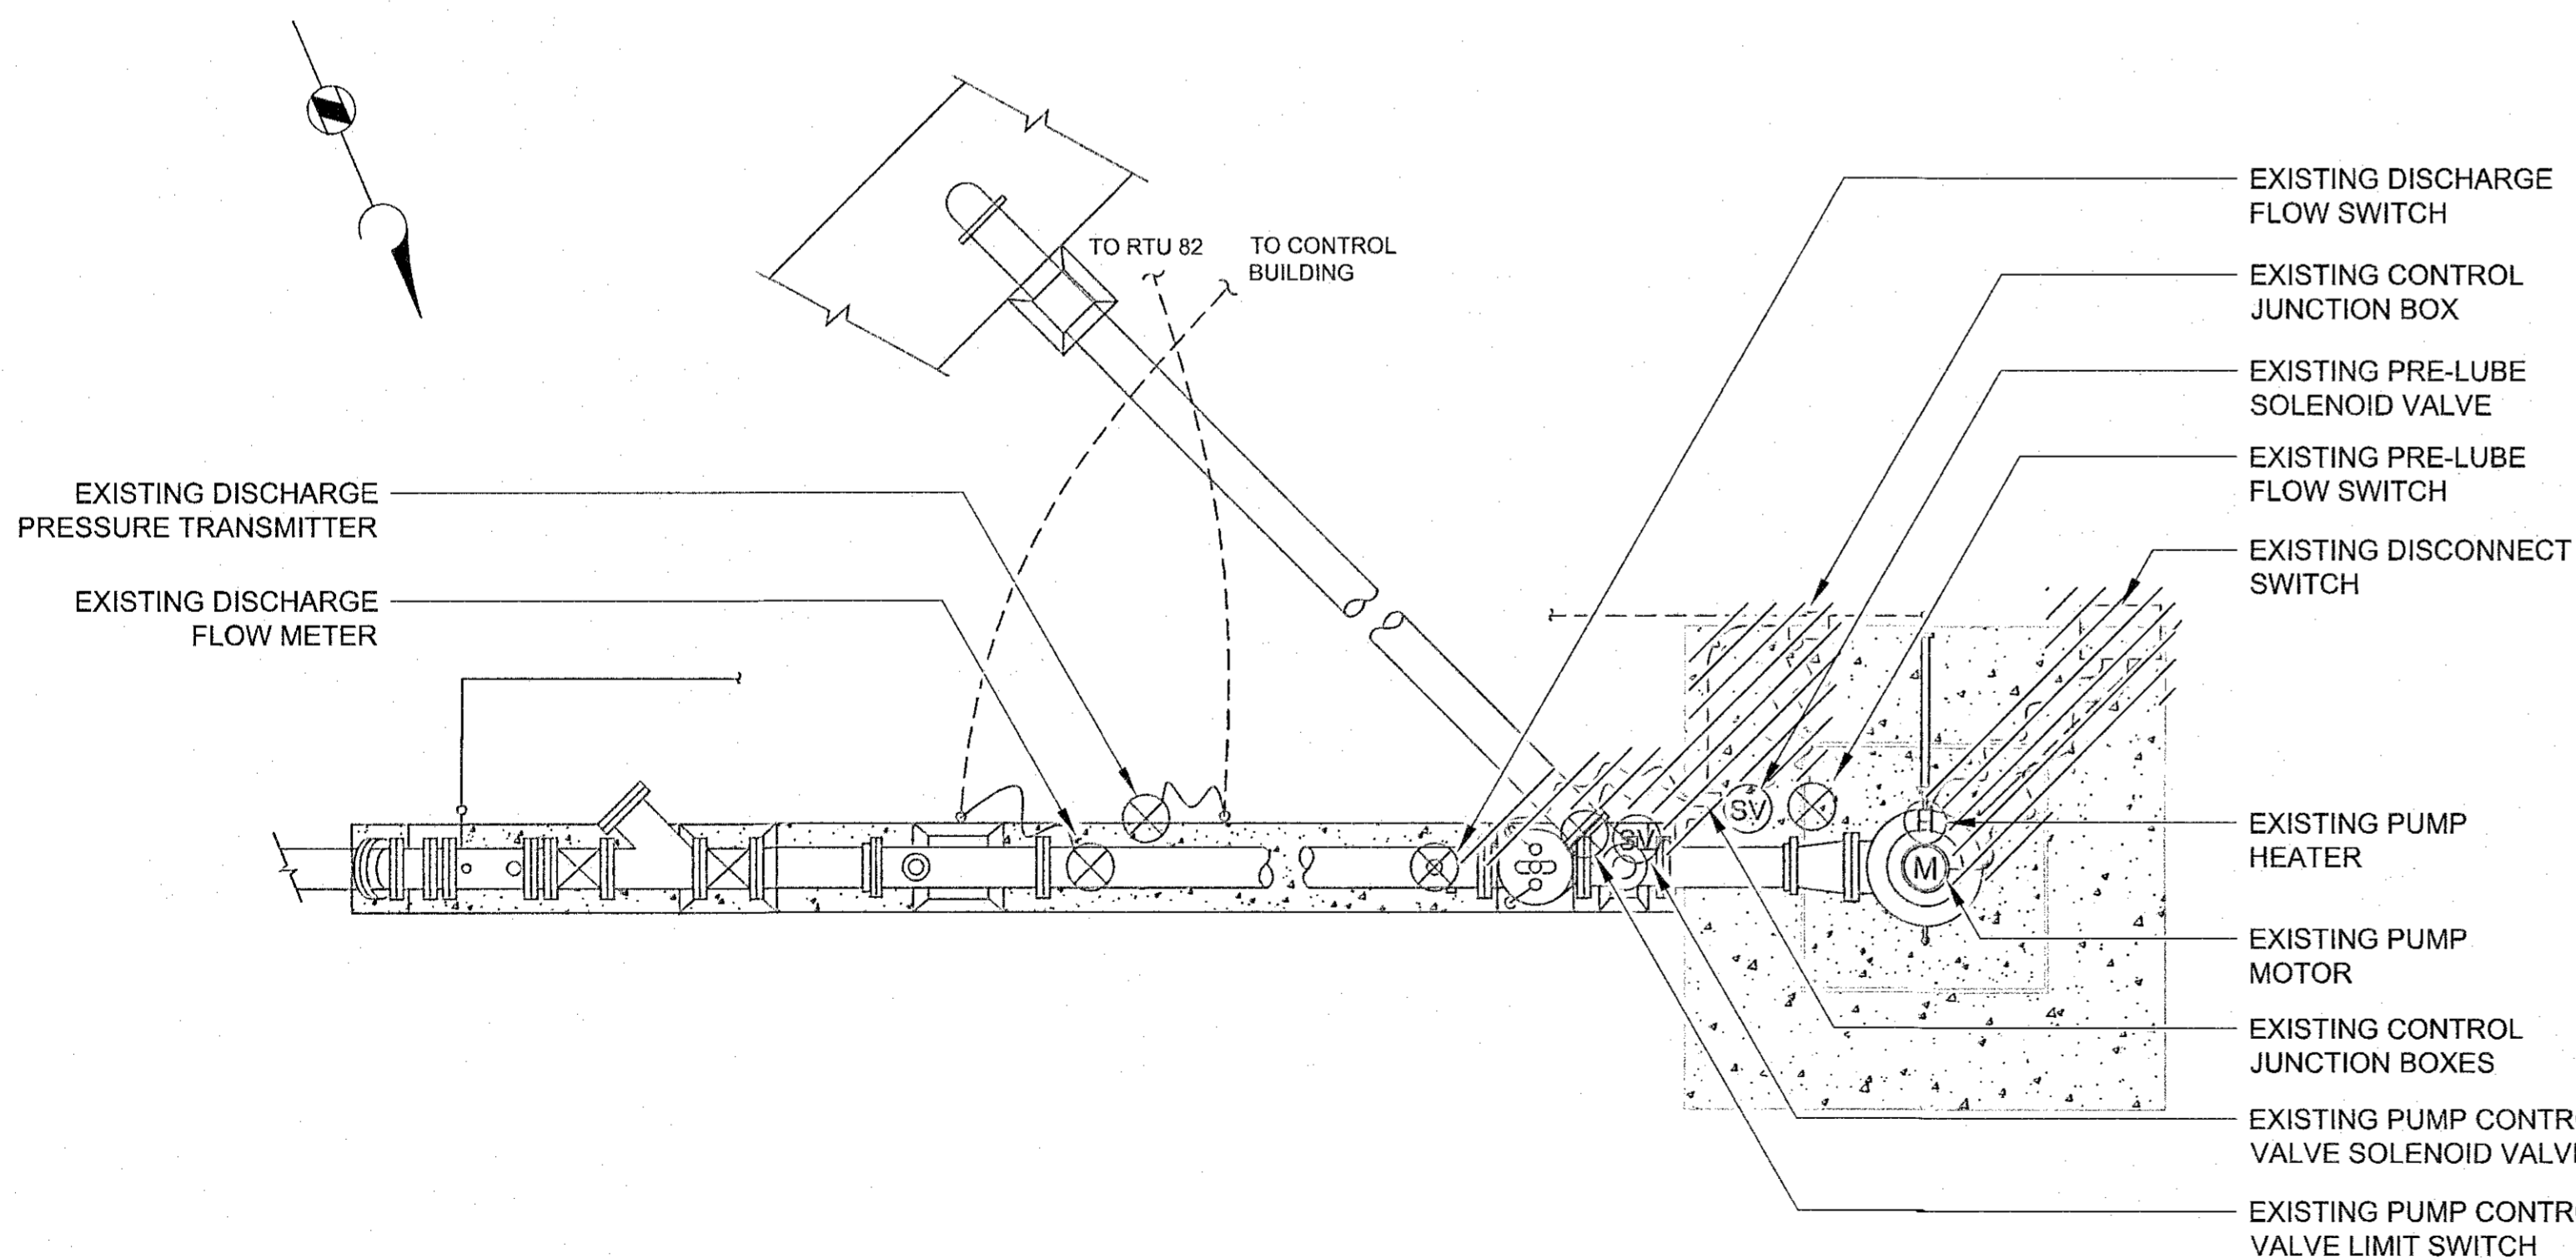 TO RTU 82
TO CONTROL
BUILDING
EXISTING DISCHARGE
PRESSURE TRANSMITTER
EXISTING DISCHARGE
FLOW METER
EXISTING DISCHARGE
FLOW SWITCH
EXISTING CONTROL
JUNCTION BOX
EXISTING PRE-LUBE
SOLENOID VALVE
EXISTING PRE-LUBE
FLOW SWITCH
EXISTING DISCONNECT
SWITCH
SV
SV
H
M
EXISTING PUMP
HEATER
EXISTING PUMP
MOTOR
EXISTING CONTROL
JUNCTION BOXES
EXISTING PUMP CONTR
VALVE SOLENOID VALV
EXISTING PUMP CONTR
VALVE LIMIT SWITCH